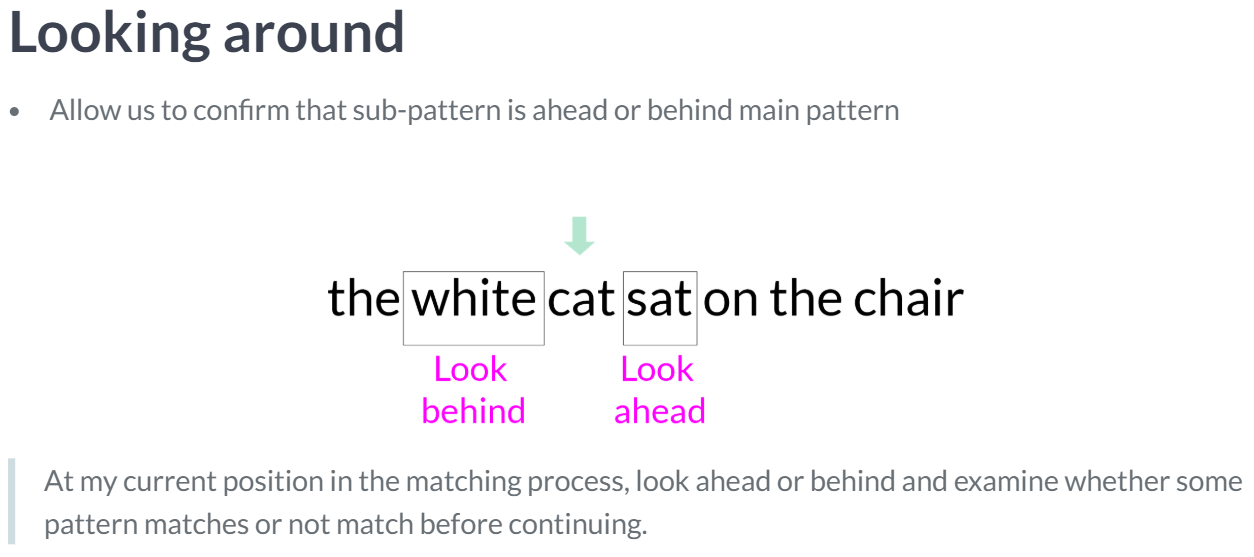 Looking around
• Allow us to confirm that sub-pattern is ahead or behind main pattern
the white cat sat on the chair
Look behind
Look ahead
At my current position in the matching process, look ahead or behind and examine whether some
pattern matches or not match before continuing.